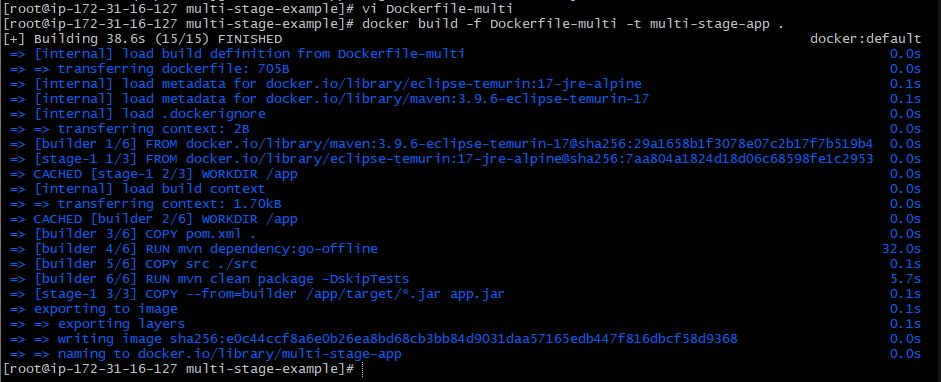 [root@ip-172-31-16-127 multi-stage-example]# vi Dockerfile-multi
[root@ip-172-31-16-127 multi-stage-example]# docker build -f Dockerfile-multi -t multi-stage-app .
[+] Building 38.6s (15/15) FINISHED docker:default
=> [internal] load build definition from Dockerfile-multi 0.0s
=> => transferring dockerfile: 705B 0.0s
=> [internal] load metadata for docker.io/library/eclipse-temurin:17-jre-alpine 0.1s
=> [internal] load metadata for docker.io/library/maven:3.9.6-eclipse-temurin-17 0.1s
=> [internal] load .dockerignore 0.0s
=> => transferring context: 2B 0.0s
=> [builder 1/6] FROM docker.io/library/maven:3.9.6-eclipse-temurin-17@sha256:29a1658b1f3078e07c2b17f7b519b4 0.0s
=> [stage-1 1/3] FROM docker.io/library/eclipse-temurin:17-jre-alpine@sha256:7aa804a1824d18d06c68598fe1c2953 0.0s
=> CACHED [stage-1 2/3] WORKDIR /app 0.0s
=> [internal] load build context 0.0s
=> => transferring context: 1.70kB 0.0s
=> CACHED [builder 2/6] WORKDIR /app 0.0s
=> [builder 3/6] COPY pom.xml . 0.0s
=> [builder 4/6] RUN mvn dependency:go-offline 32.0s
=> [builder 5/6] COPY src ./src 0.1s
=> [builder 6/6] RUN mvn clean package -DskipTests 5.7s
=> [stage-1 3/3] COPY --from=builder /app/target/*.jar app.jar 0.1s
=> exporting to image 0.1s
=> => exporting layers 0.1s
=> => writing image sha256:e0c44ccf8a6e0b26ea8bd68cb3bb84d9031daa57165edb447f816dbcf58d9368 0.0s
=> => naming to docker.io/library/multi-stage-app 0.0s
[root@ip-172-31-16-127 multi-stage-example]#